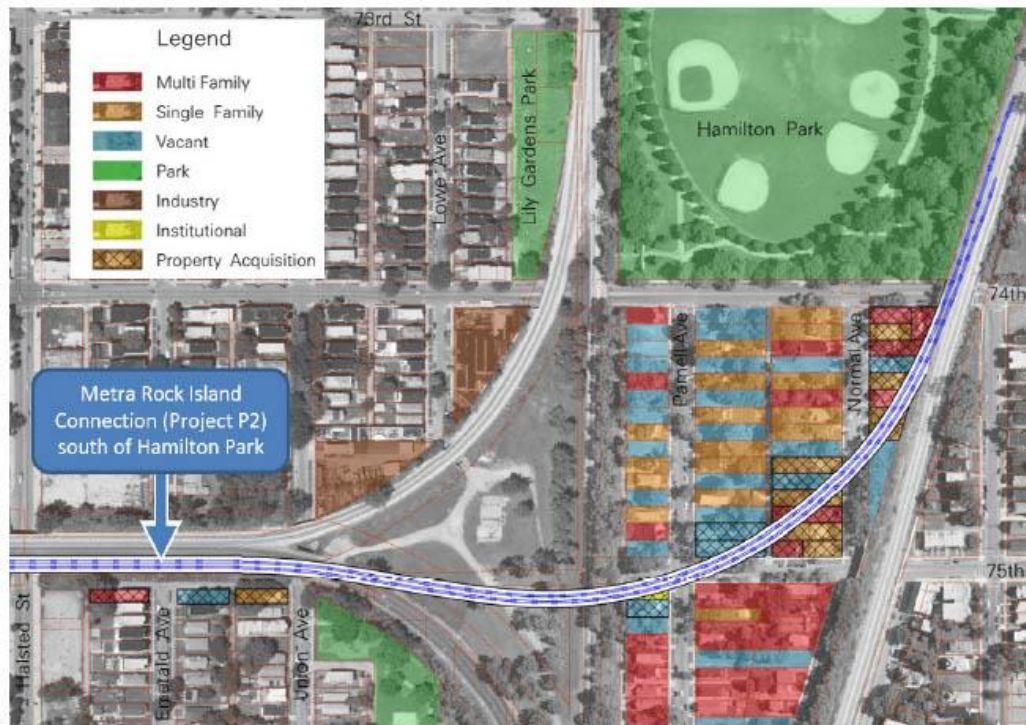 73rd St
Legend
Multi Family
Single Family
Vacant
Park
Industry
Institutional
Property Acquisition
Lowe Ave
Lily Gardens Park
Hamilton Park
74th
Parnell Ave
Normal Ave
Metra Rock Island
Connection (Project P2)
south of Hamilton Park
75th
Halsted St
Emerald Ave
Union Ave